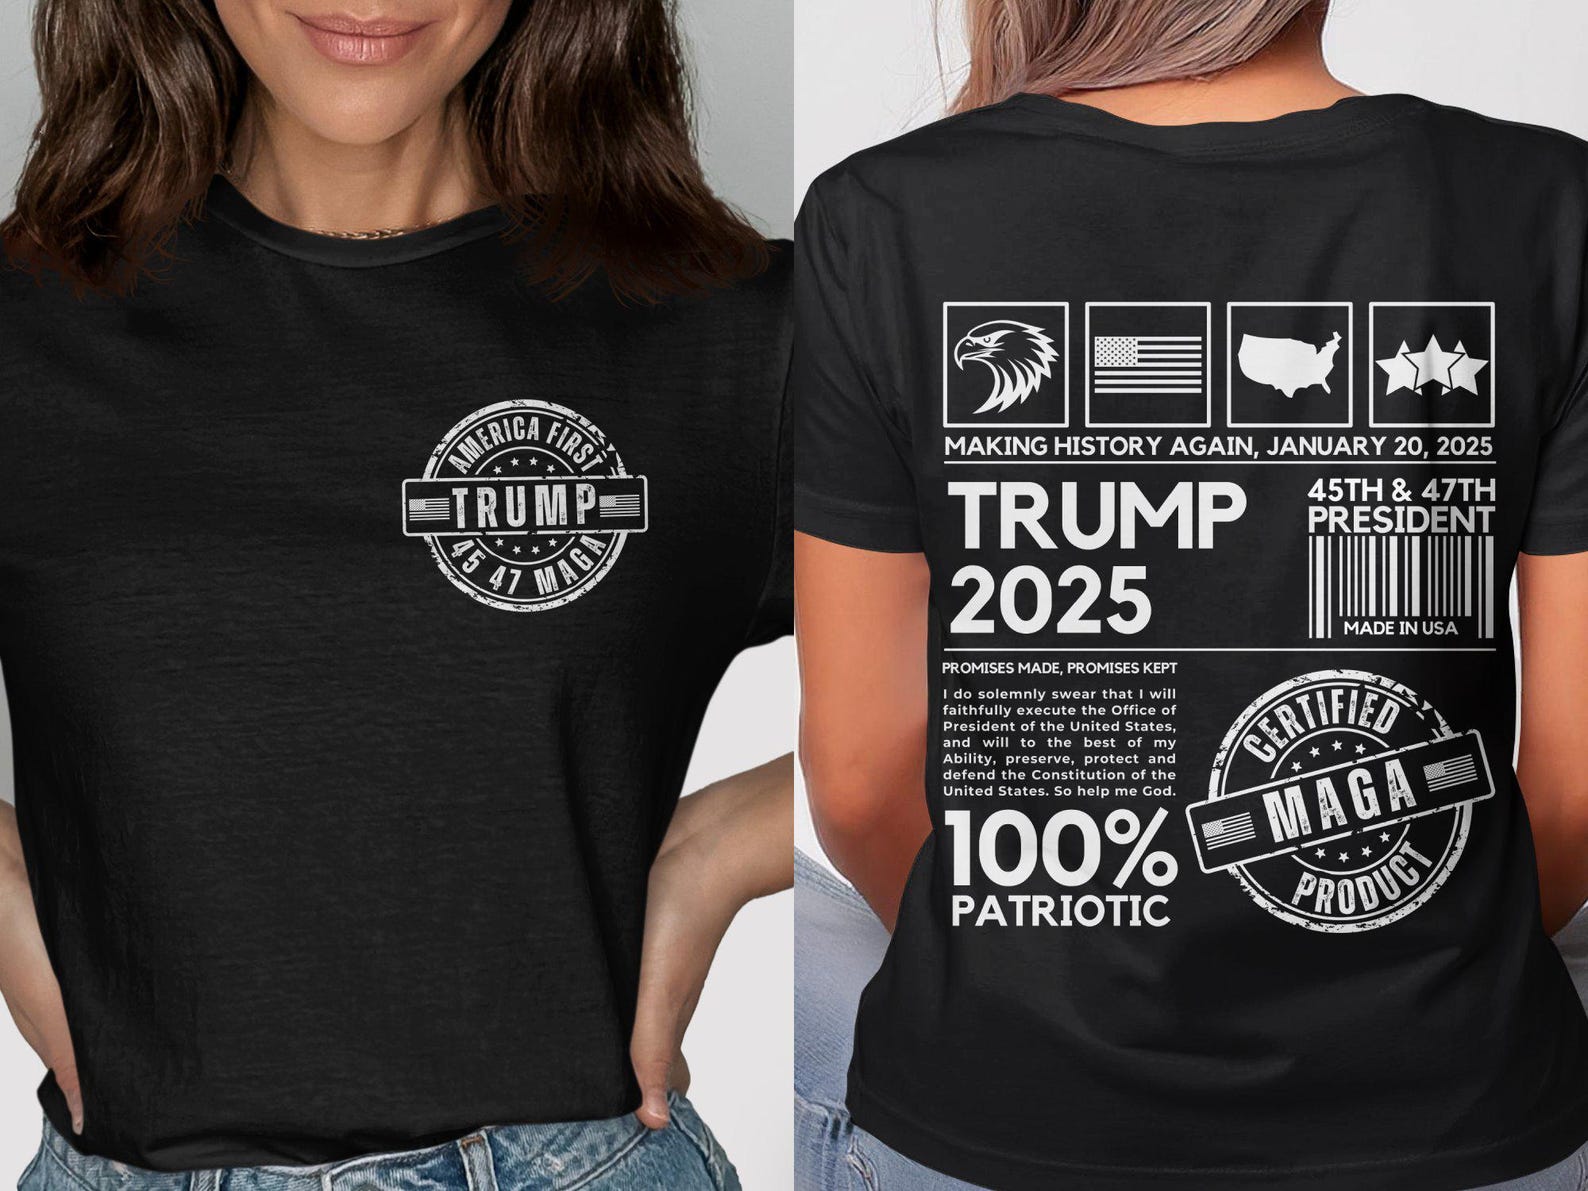 AMERICA FIRST
TRUMP
45 47 MAGA
MAKING HISTORY AGAIN, JANUARY 20, 2025
TRUMP
2025
45TH & 47TH
PRESIDENT
MADE IN USA
PROMISES MADE, PROMISES KEPT
I do solemnly swear that I will
faithfully execute the Office of
President of the United States,
and will to the best of my
Ability, preserve, protect and
defend the Constitution of the
United States. So help me God.
100%
PATRIOTIC
CERTIFIED
MAGA
PRODUCT